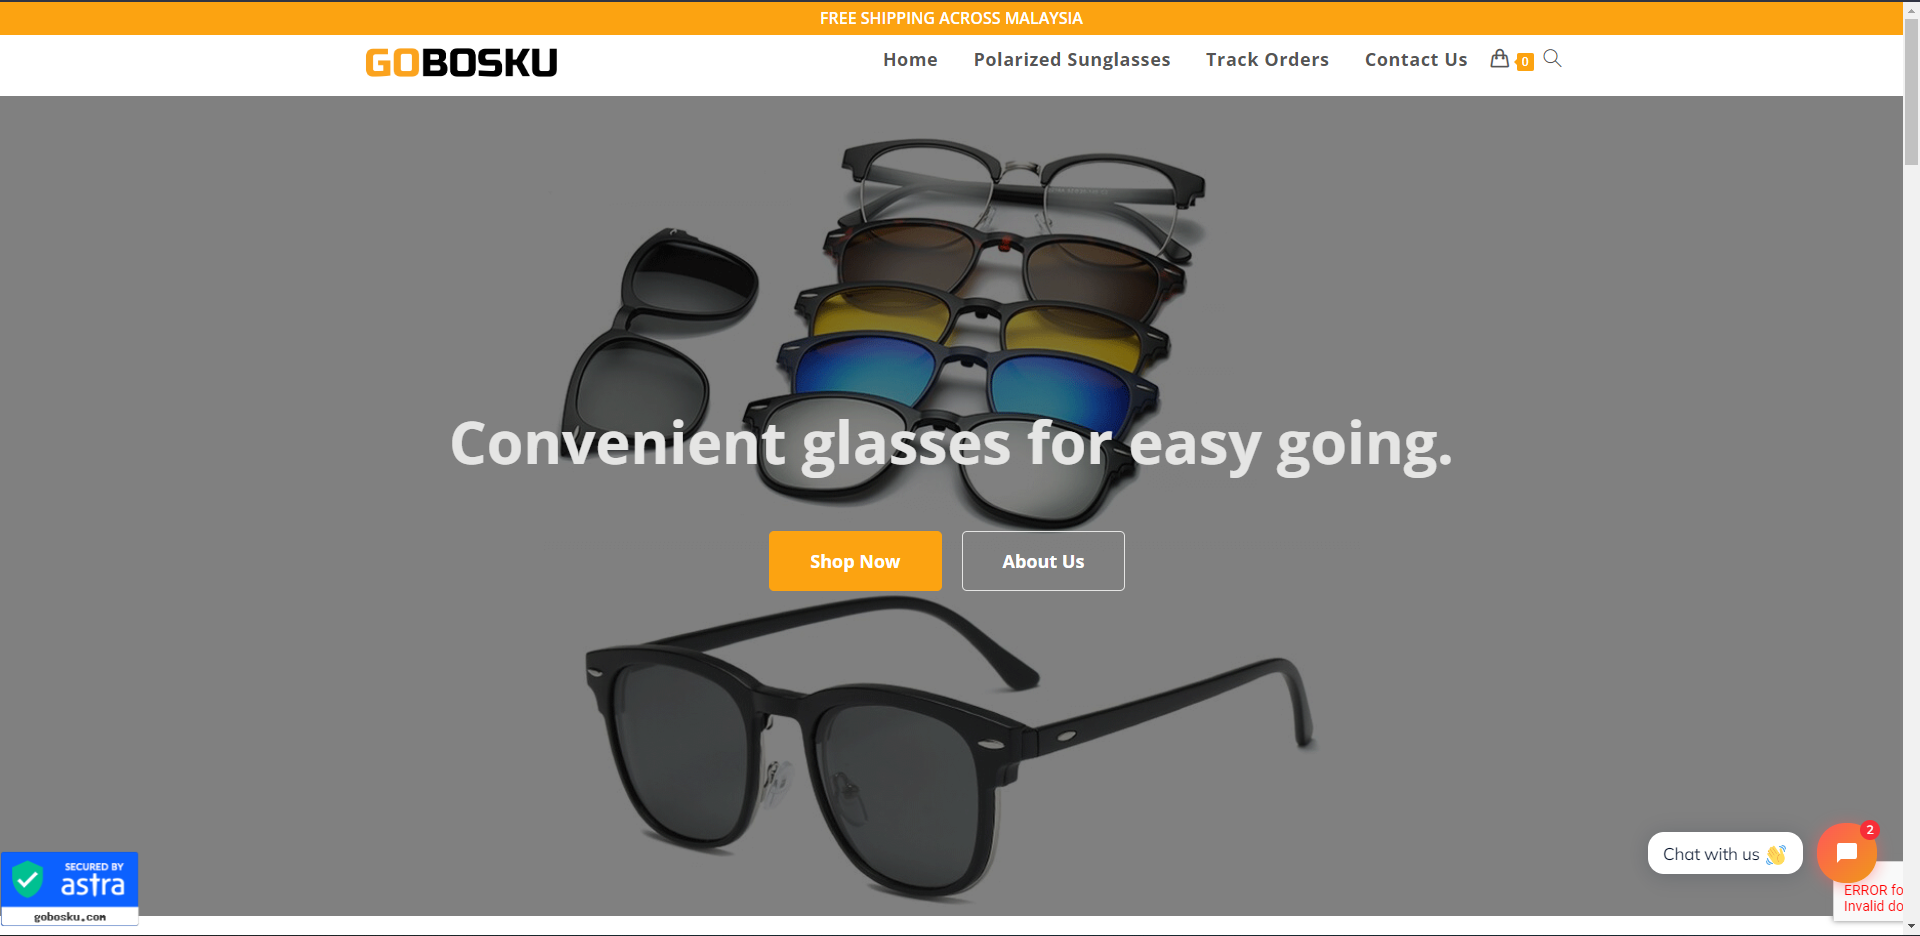 FREE SHIPPING ACROSS MALAYSIA
GOBOSKU
Home
Polarized Sunglasses
Track Orders
Contact Us
0
Convenient glasses for easy going.
Shop Now
About Us
SECURED BY
astra
gobosku.com
Chat with us 👋
2
ERROR fo
Invalid do